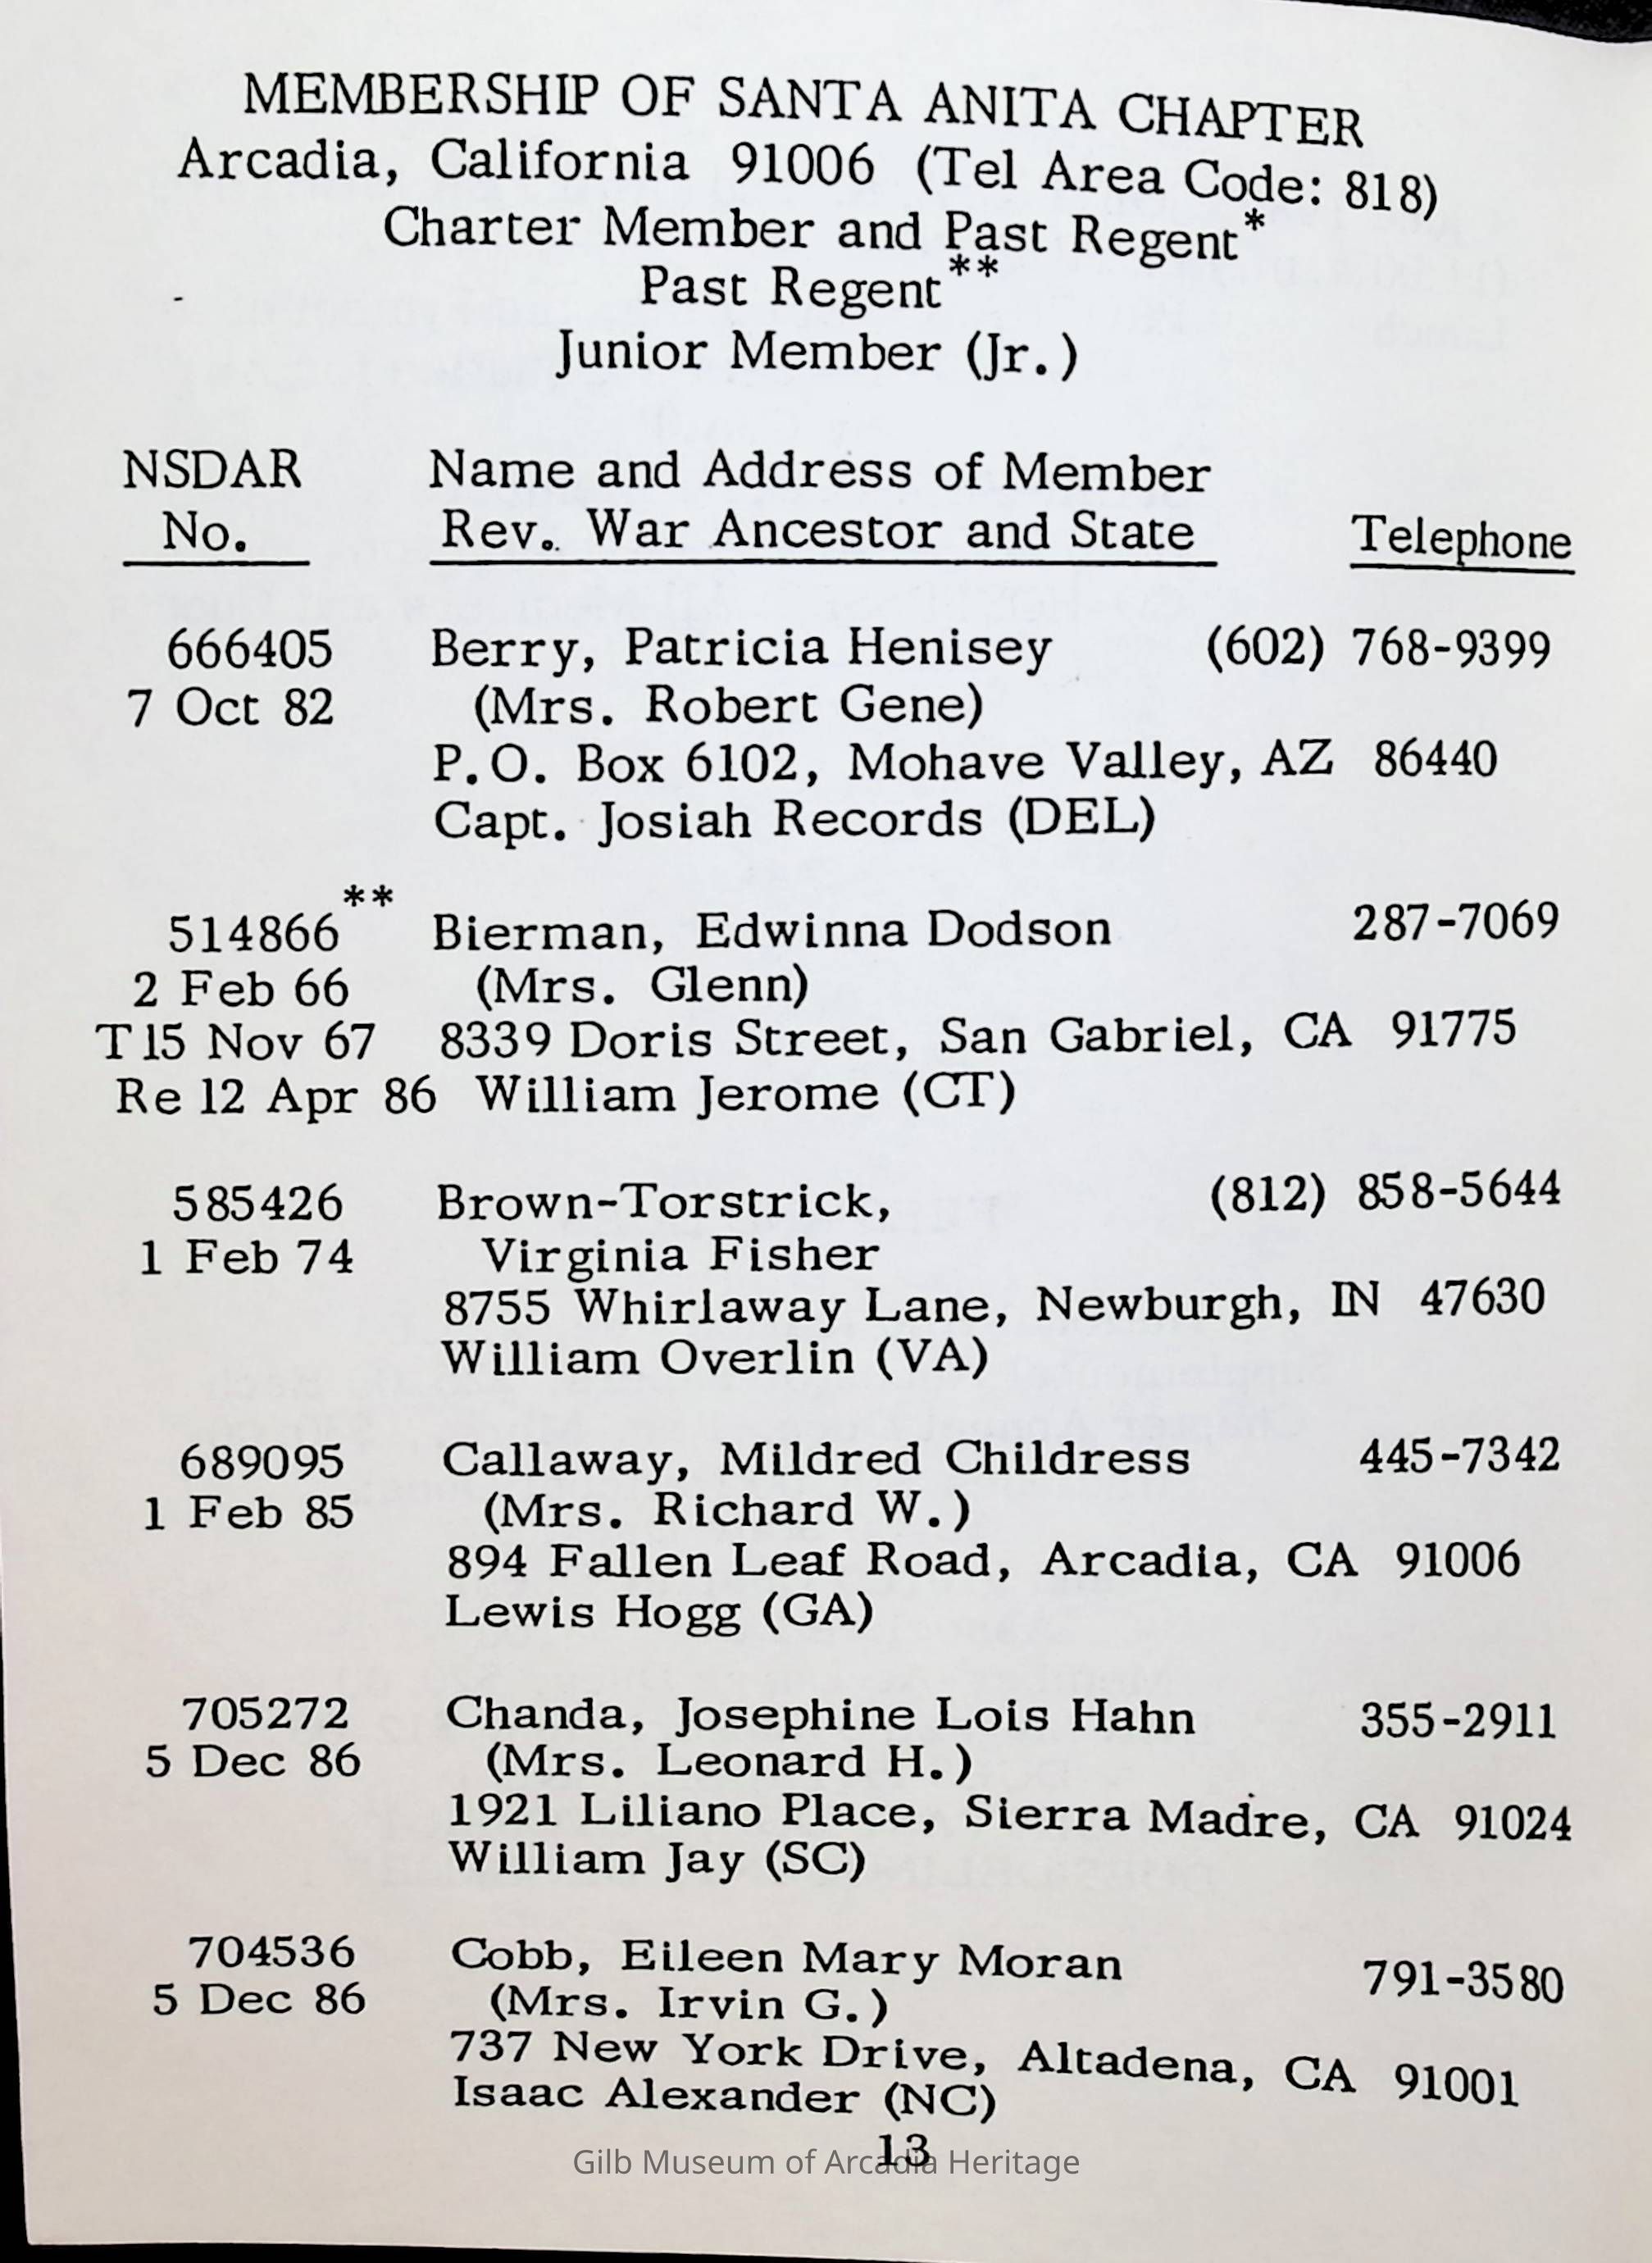 MEMBERSHIP OF SANTA ANITA CHAPTER
Arcadia, California 91006 (Tel Area Code: 818)
Charter Member and Past Regent*
Past Regent**
Junior Member (Jr.)
NSDAR Name and Address of Member
No. Rev. War Ancestor and State Telephone
666405 Berry, Patricia Henisey (602) 768-9399
7 Oct 82 (Mrs. Robert Gene)
P.O. Box 6102, Mohave Valley, AZ 86440
Capt. Josiah Records (DEL)
514866** Bierman, Edwinna Dodson 287-7069
2 Feb 66 (Mrs. Glenn)
T 15 Nov 67 8339 Doris Street, San Gabriel, CA 91775
Re 12 Apr 86 William Jerome (CT)
585426 Brown-Torstrick, (812) 858-5644
1 Feb 74 Virginia Fisher
8755 Whirlaway Lane, Newburgh, IN 47630
William Overlin (VA)
689095 Callaway, Mildred Childress 445-7342
1 Feb 85 (Mrs. Richard W.)
894 Fallen Leaf Road, Arcadia, CA 91006
Lewis Hogg (GA)
705272 Chanda, Josephine Lois Hahn 355-2911
5 Dec 86 (Mrs. Leonard H.)
1921 Liliano Place, Sierra Madre, CA 91024
William Jay (SC)
704536 Cobb, Eileen Mary Moran 791-3580
5 Dec 86 (Mrs. Irvin G.)
737 New York Drive, Altadena, CA 91001
Isaac Alexander (NC)
13
Gilb Museum of Arcadia Heritage